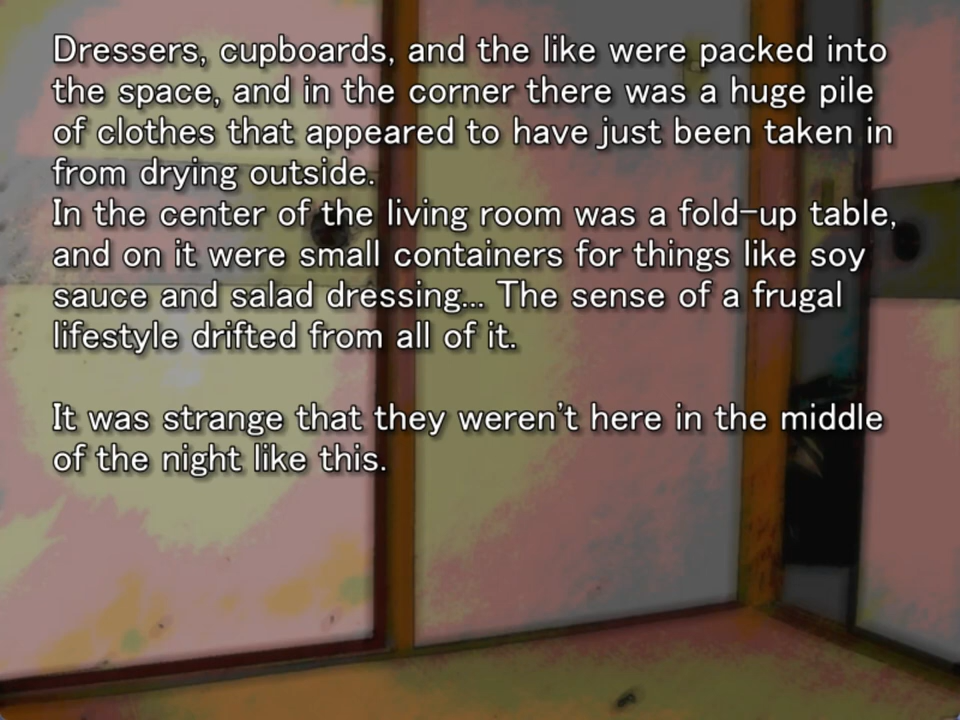 Dressers, cupboards, and the like were packed into
the space, and in the corner there was a huge pile
of clothes that appeared to have just been taken in
from drying outside.
In the center of the living room was a fold-up table,
and on it were small containers for things like soy
sauce and salad dressing... The sense of a frugal
lifestyle drifted from all of it.
It was strange that they weren't here in the middle
of the night like this.